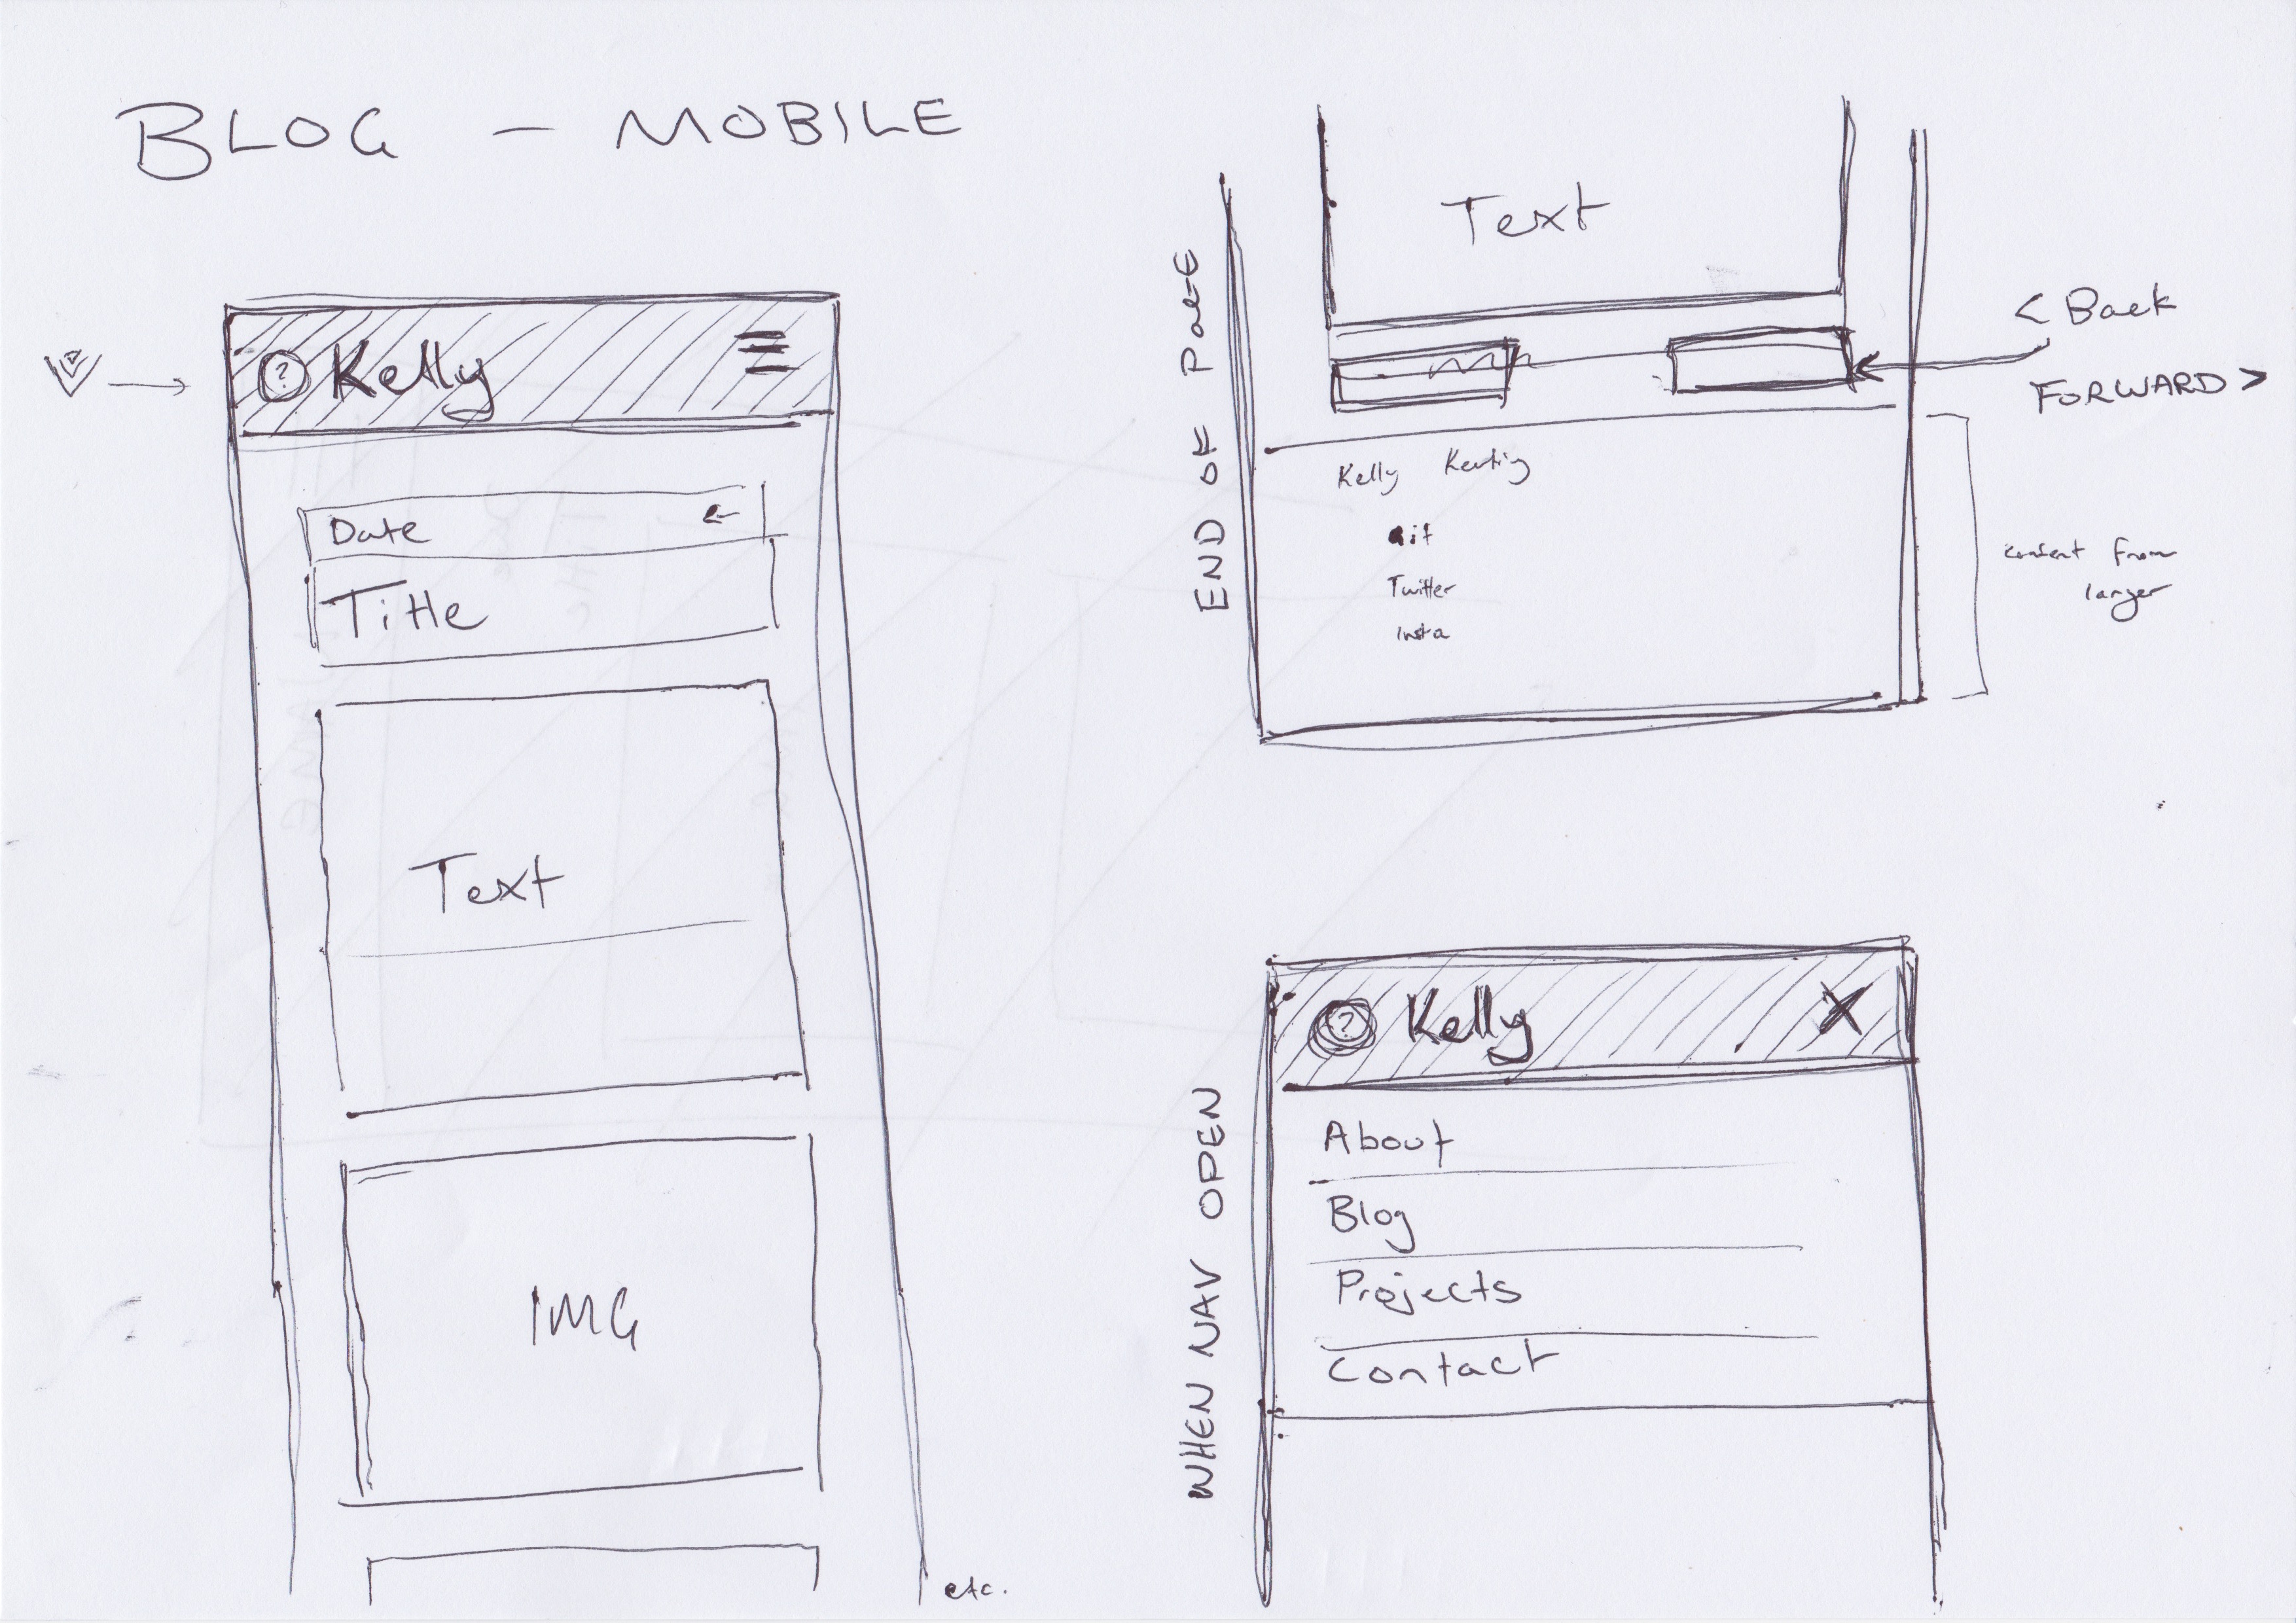 BLOG - MOBILE
? Kelly
Date ←
Title
Text
IMG
etc.
END OF PAGE
Text
< Back
FORWARD >
Kelly
Git
Twitter
Insta
content from
larger
WHEN NAV OPEN
? Kelly X
About
Blog
Projects
Contact